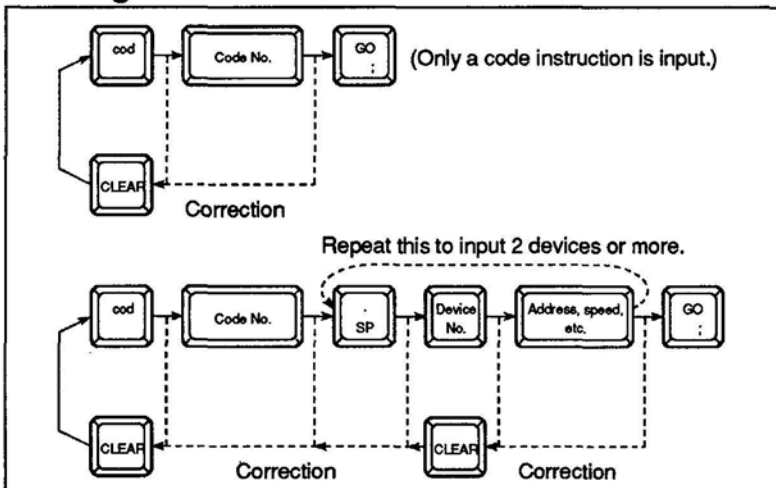 cod
Code No.
GO
;
(Only a code instruction is input.)
CLEAR
Correction
Repeat this to input 2 devices or more.
cod
Code No.
.
SP
Device
No.
Address, speed,
etc.
GO
;
CLEAR
CLEAR
Correction
Correction